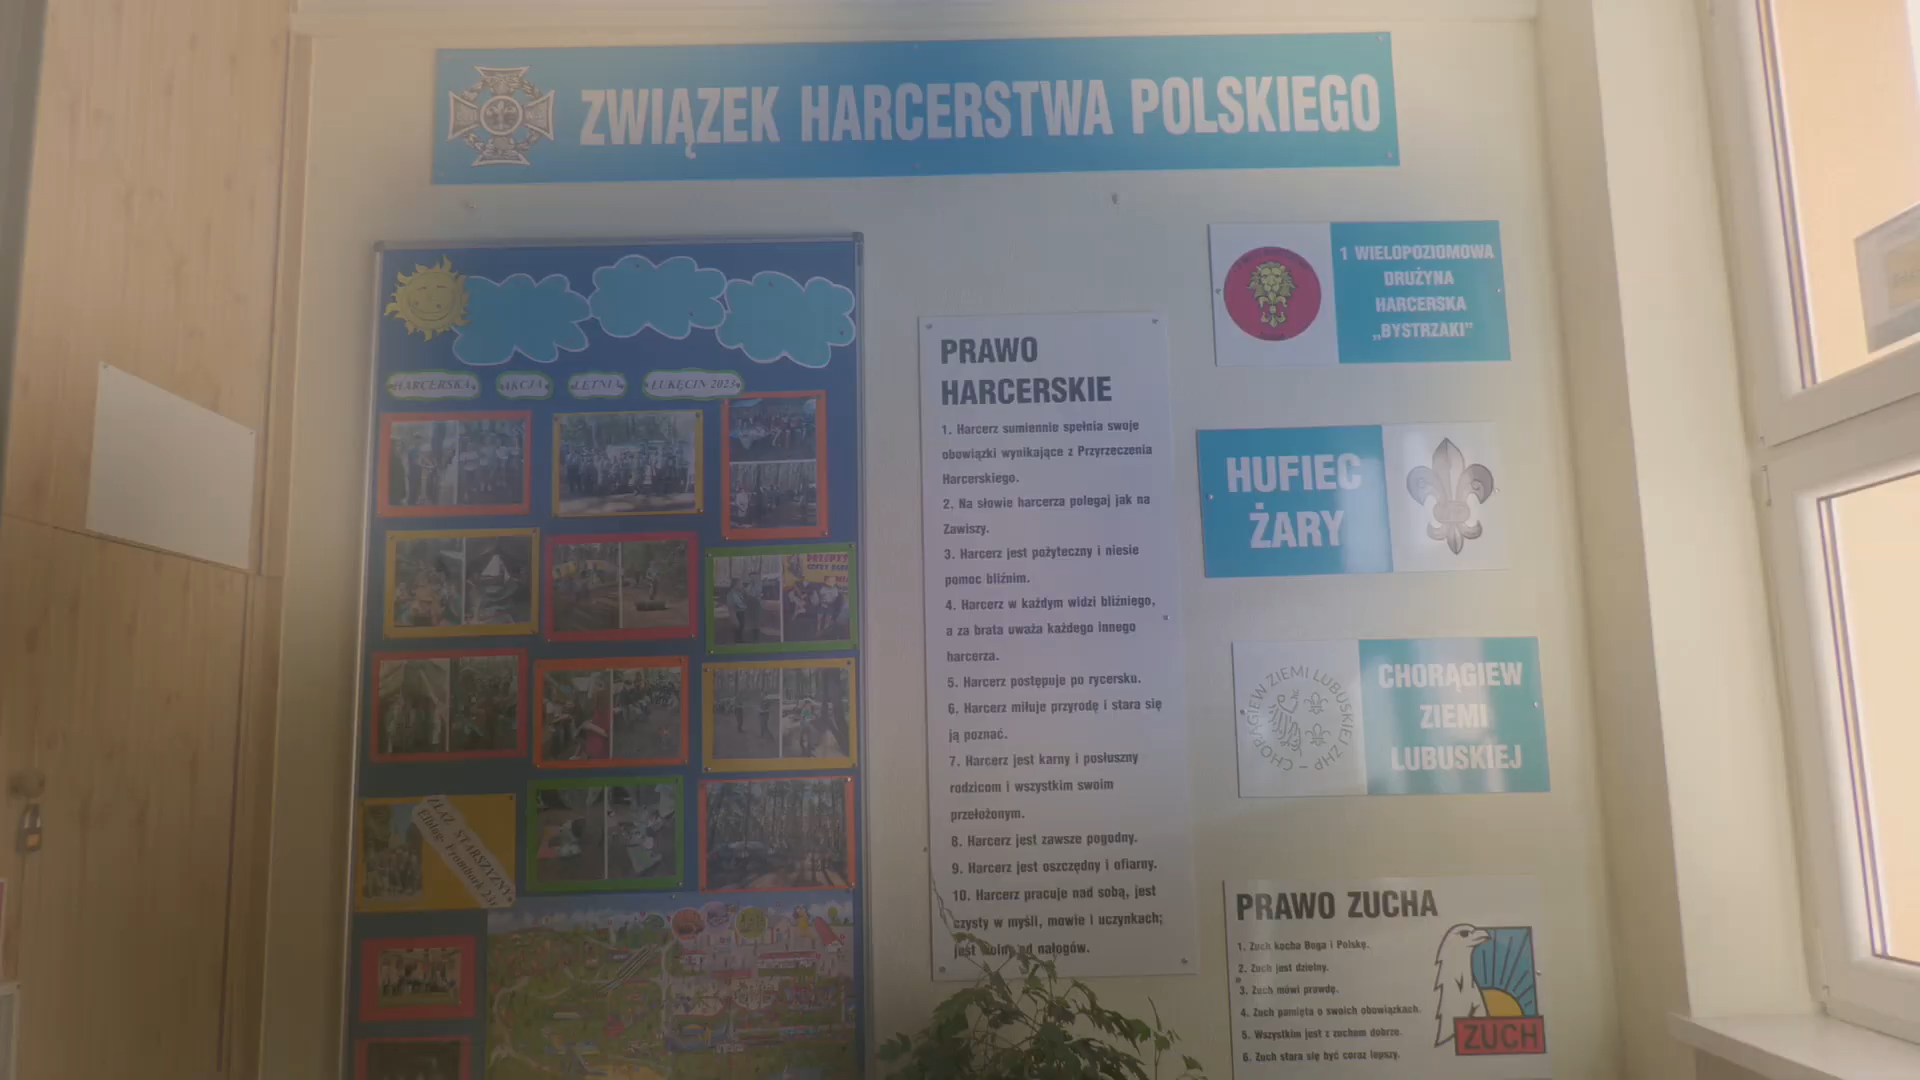 ZWIĄZEK HARCERSTWA POLSKIEGO
HARCERSKA AKCJA LETNIA ŁUKĘCIN 2023
ZLAZ STARSZYZNY
Elbląg-Frombork
PRAWO
HARCERSKIE
1. Harcerz sumiennie spełnia swoje
obowiązki wynikające z Przyrzeczenia
Harcerskiego.
2. Na słowie harcerza polegaj jak na
Zawiszy.
3. Harcerz jest pożyteczny i niesie
pomoc bliźnim.
4. Harcerz w każdym widzi bliźniego,
a za brata uważa każdego innego
harcerza.
5. Harcerz postępuje po rycersku.
6. Harcerz miłuje przyrodę i stara się
ją poznać.
7. Harcerz jest karny i posłuszny
rodzicom i wszystkim swoim
przełożonym.
8. Harcerz jest zawsze pogodny.
9. Harcerz jest oszczędny i ofiarny.
10. Harcerz pracuje nad sobą, jest
czysty w myśli, mowie i uczynkach;
jest wolny od nałogów.
1 WIELOPOZIOMOWA
DRUŻYNA
HARCERSKA
„BYSTRZAKI”
HUFIEC
ŻARY
CHORĄGIEW ZIEMI LUBUSKIEJ ZHP –
CHORĄGIEW
ZIEMI
LUBUSKIEJ
PRAWO ZUCHA
1. Zuch kocha Boga i Polskę.
2. Zuch jest dzielny.
3. Zuch mówi prawdę.
4. Zuch pamięta o swoich obowiązkach.
5. Wszystkim jest z zuchem dobrze.
6. Zuch stara się być coraz lepszy.
ZUCH